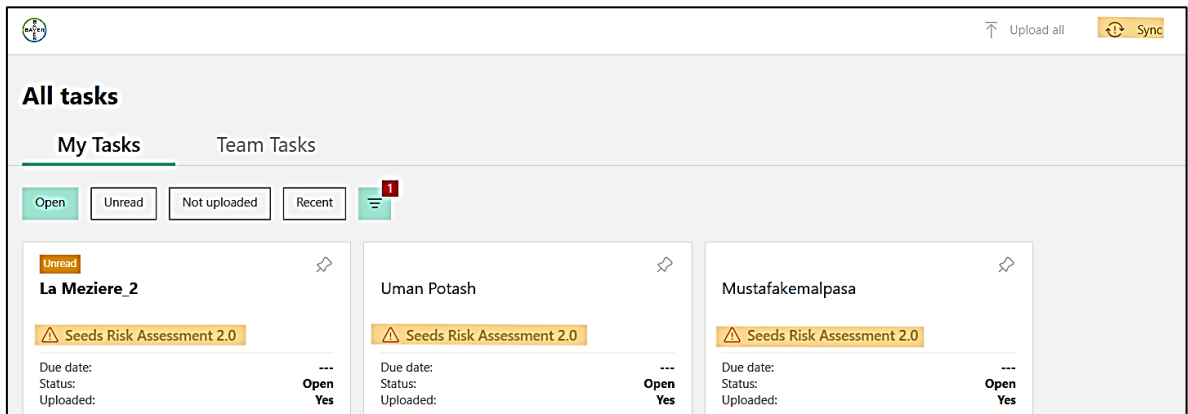 BAYER
Upload all
Sync
All tasks
My Tasks
Team Tasks
Open
Unread
Not uploaded
Recent
1
Unread
La Meziere_2
Seeds Risk Assessment 2.0
Due date: ---
Status: Open
Uploaded: Yes
Uman Potash
Seeds Risk Assessment 2.0
Due date: ---
Status: Open
Uploaded: Yes
Mustafakemalpasa
Seeds Risk Assessment 2.0
Due date: ---
Status: Open
Uploaded: Yes